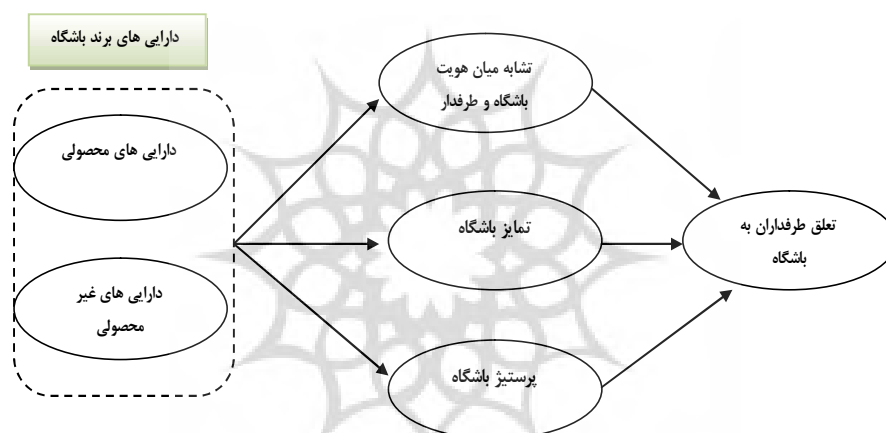 دارایی های برند باشگاه
دارایی های محصولی
دارایی های غیر
محصولی
تشابه میان هویت
باشگاه و طرفدار
تمایز باشگاه
پرستیژ باشگاه
تعلق طرفداران به
باشگاه